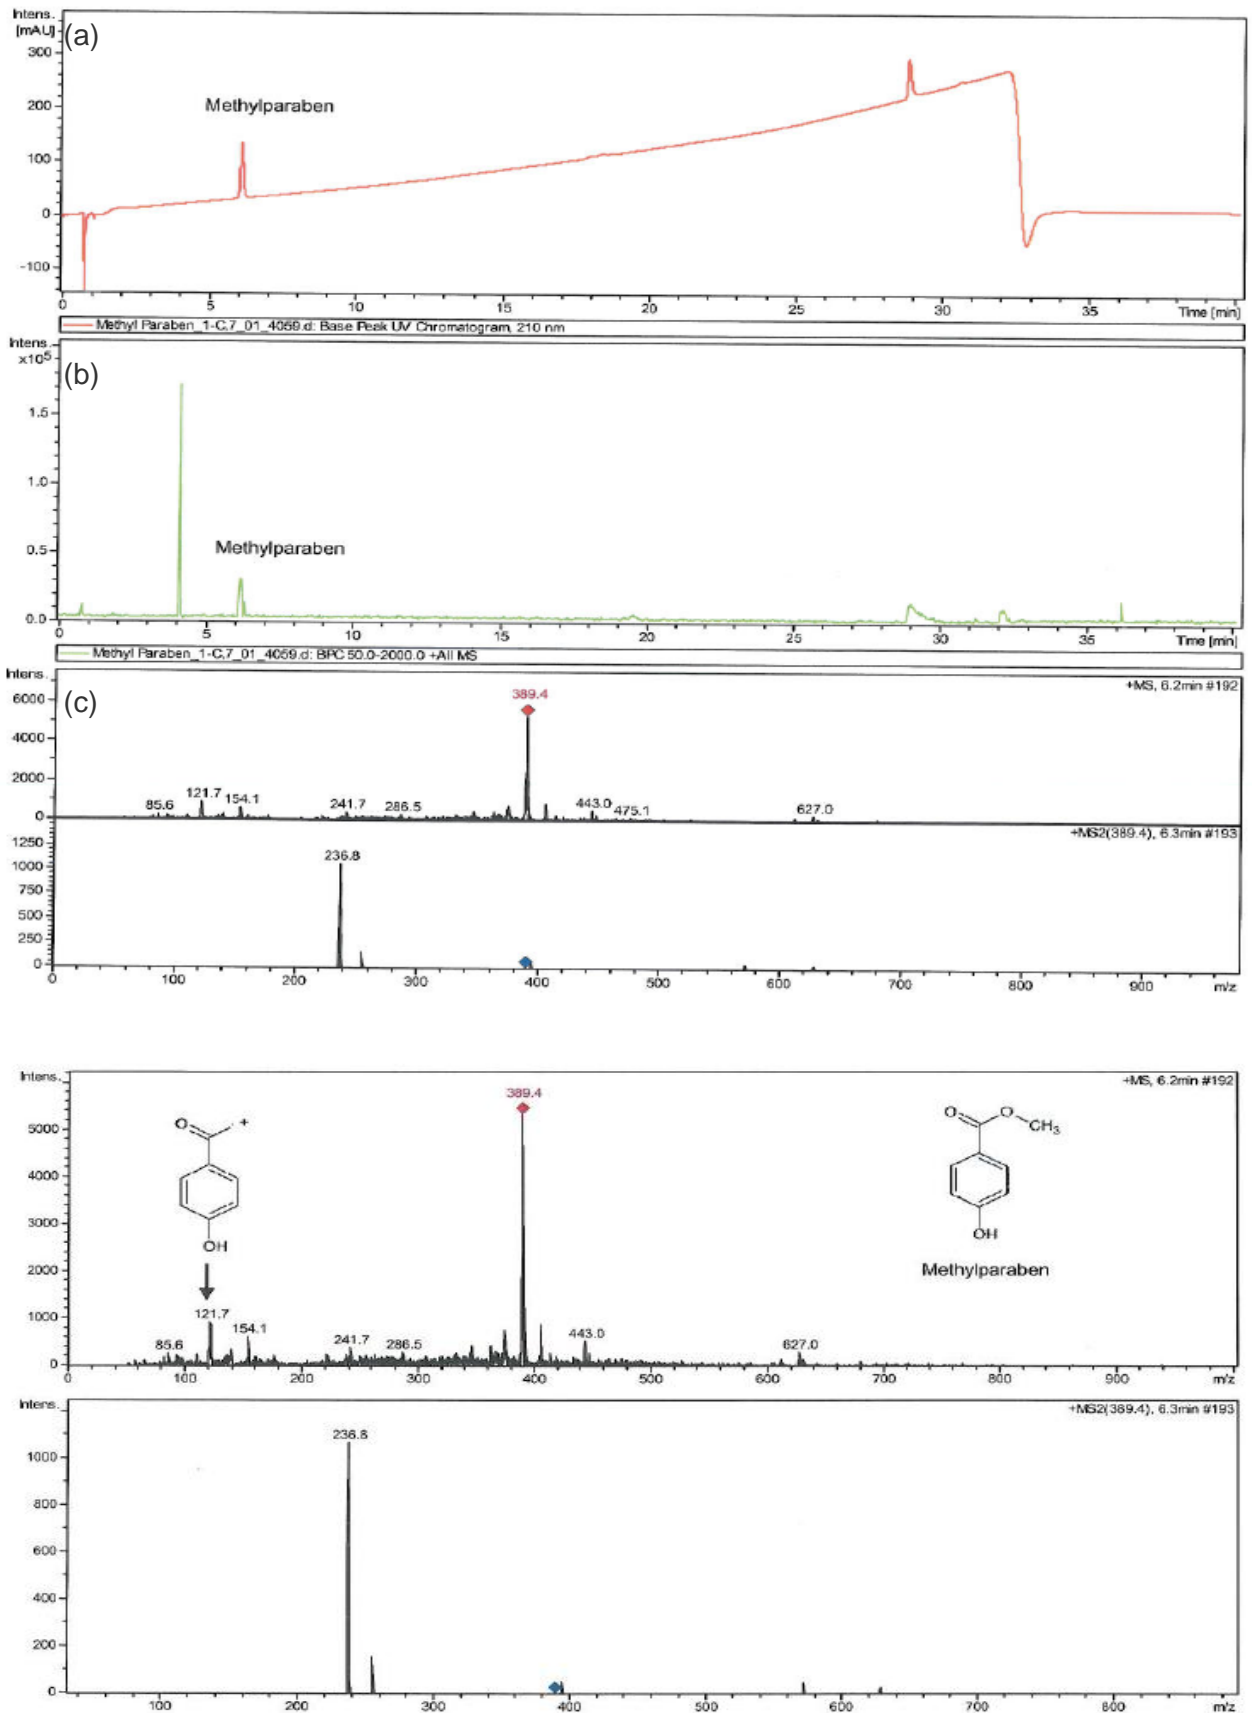 Intens.
[mAU]
(a)
300
200
100
0
-100
Methylparaben
0 5 10 15 20 25 30 35 Time [min]
Methyl Paraben_1-C,7_01_4059.d: Base Peak UV Chromatogram, 210 nm
Intens.
x10⁵
(b)
1.5
1.0
0.5
0.0
Methylparaben
0 5 10 15 20 25 30 35 Time [min]
Methyl Paraben_1-C,7_01_4059.d: BPC 50.0-2000.0 +All MS
Intens.
(c)
+MS, 6.2min #192
6000
4000
2000
0
389.4
85.6 121.7 154.1 241.7 286.5 443.0 475.1 627.0
+MS2(389.4), 6.3min #193
1250
1000
750
500
250
0
236.8
0 100 200 300 400 500 600 700 800 900 m/z
Intens.
+MS, 6.2min #192
5000
4000
3000
2000
1000
0
389.4
O +
OH
O O CH3
OH
Methylparaben
85.6 121.7 154.1 241.7 286.5 443.0 627.0
0 100 200 300 400 500 600 700 800 900 m/z
Intens.
+MS2(389.4), 6.3min #193
1000
800
600
400
200
0
236.8
100 200 300 400 500 600 700 800 m/z